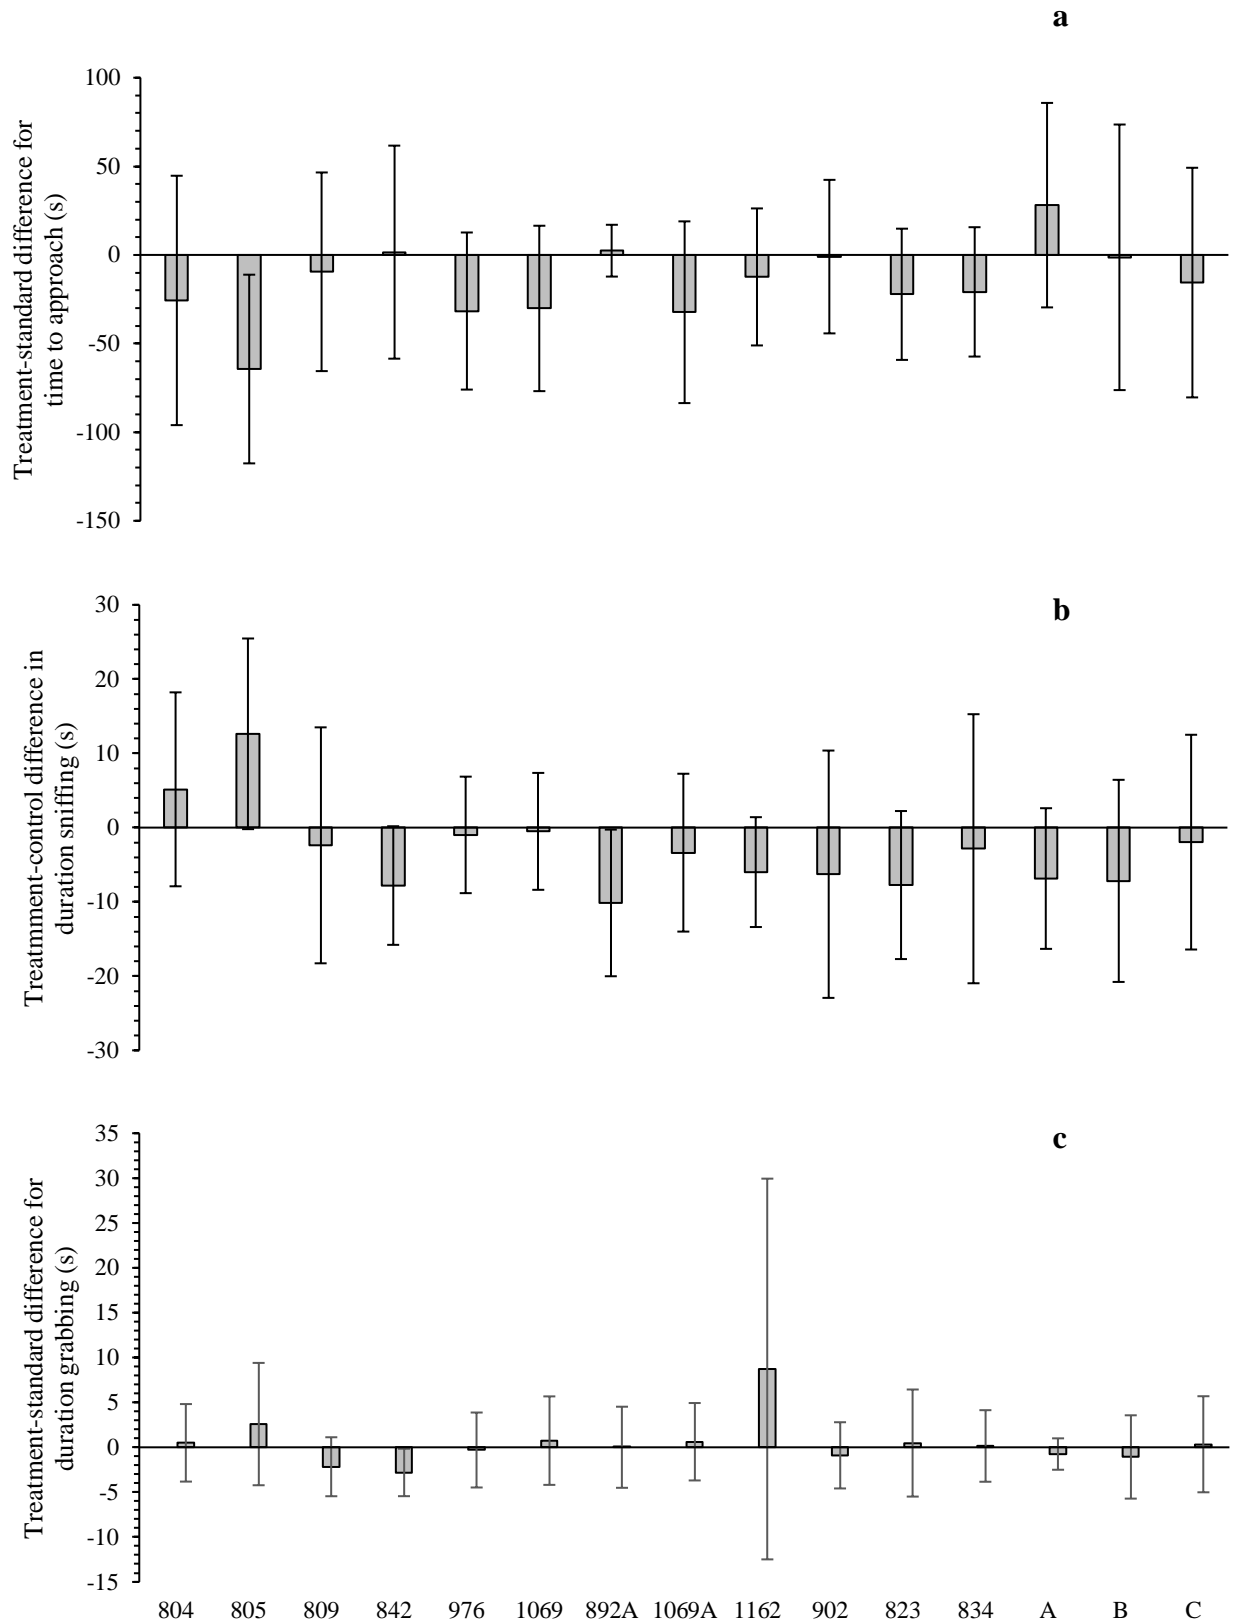 a
Treatment-standard difference for
time to approach (s)
100
50
0
-50
-100
-150
b
Treatmment-control difference in
duration sniffing (s)
30
20
10
0
-10
-20
-30
c
Treatment-standard difference for
duration grabbing (s)
35
30
25
20
15
10
5
0
-5
-10
-15
804 805 809 842 976 1069 892A 1069A 1162 902 823 834 A B C